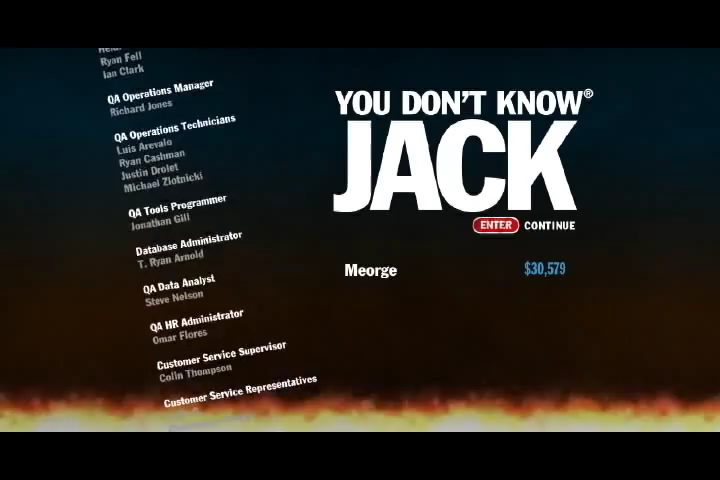 Ryan Fell
Ian Clark
QA Operations Manager
Richard Jones
QA Operations Technicians
Luis Arevalo
Ryan Cashman
Justin Drolet
Michael Zlotnicki
QA Tools Programmer
Jonathan Gill
Database Administrator
T. Ryan Arnold
QA Data Analyst
Steve Nelson
QA HR Administrator
Omar Flores
Customer Service Supervisor
Colin Thompson
Customer Service Representatives
YOU DON'T KNOW®
JACK
ENTER CONTINUE
Meorge $30,579